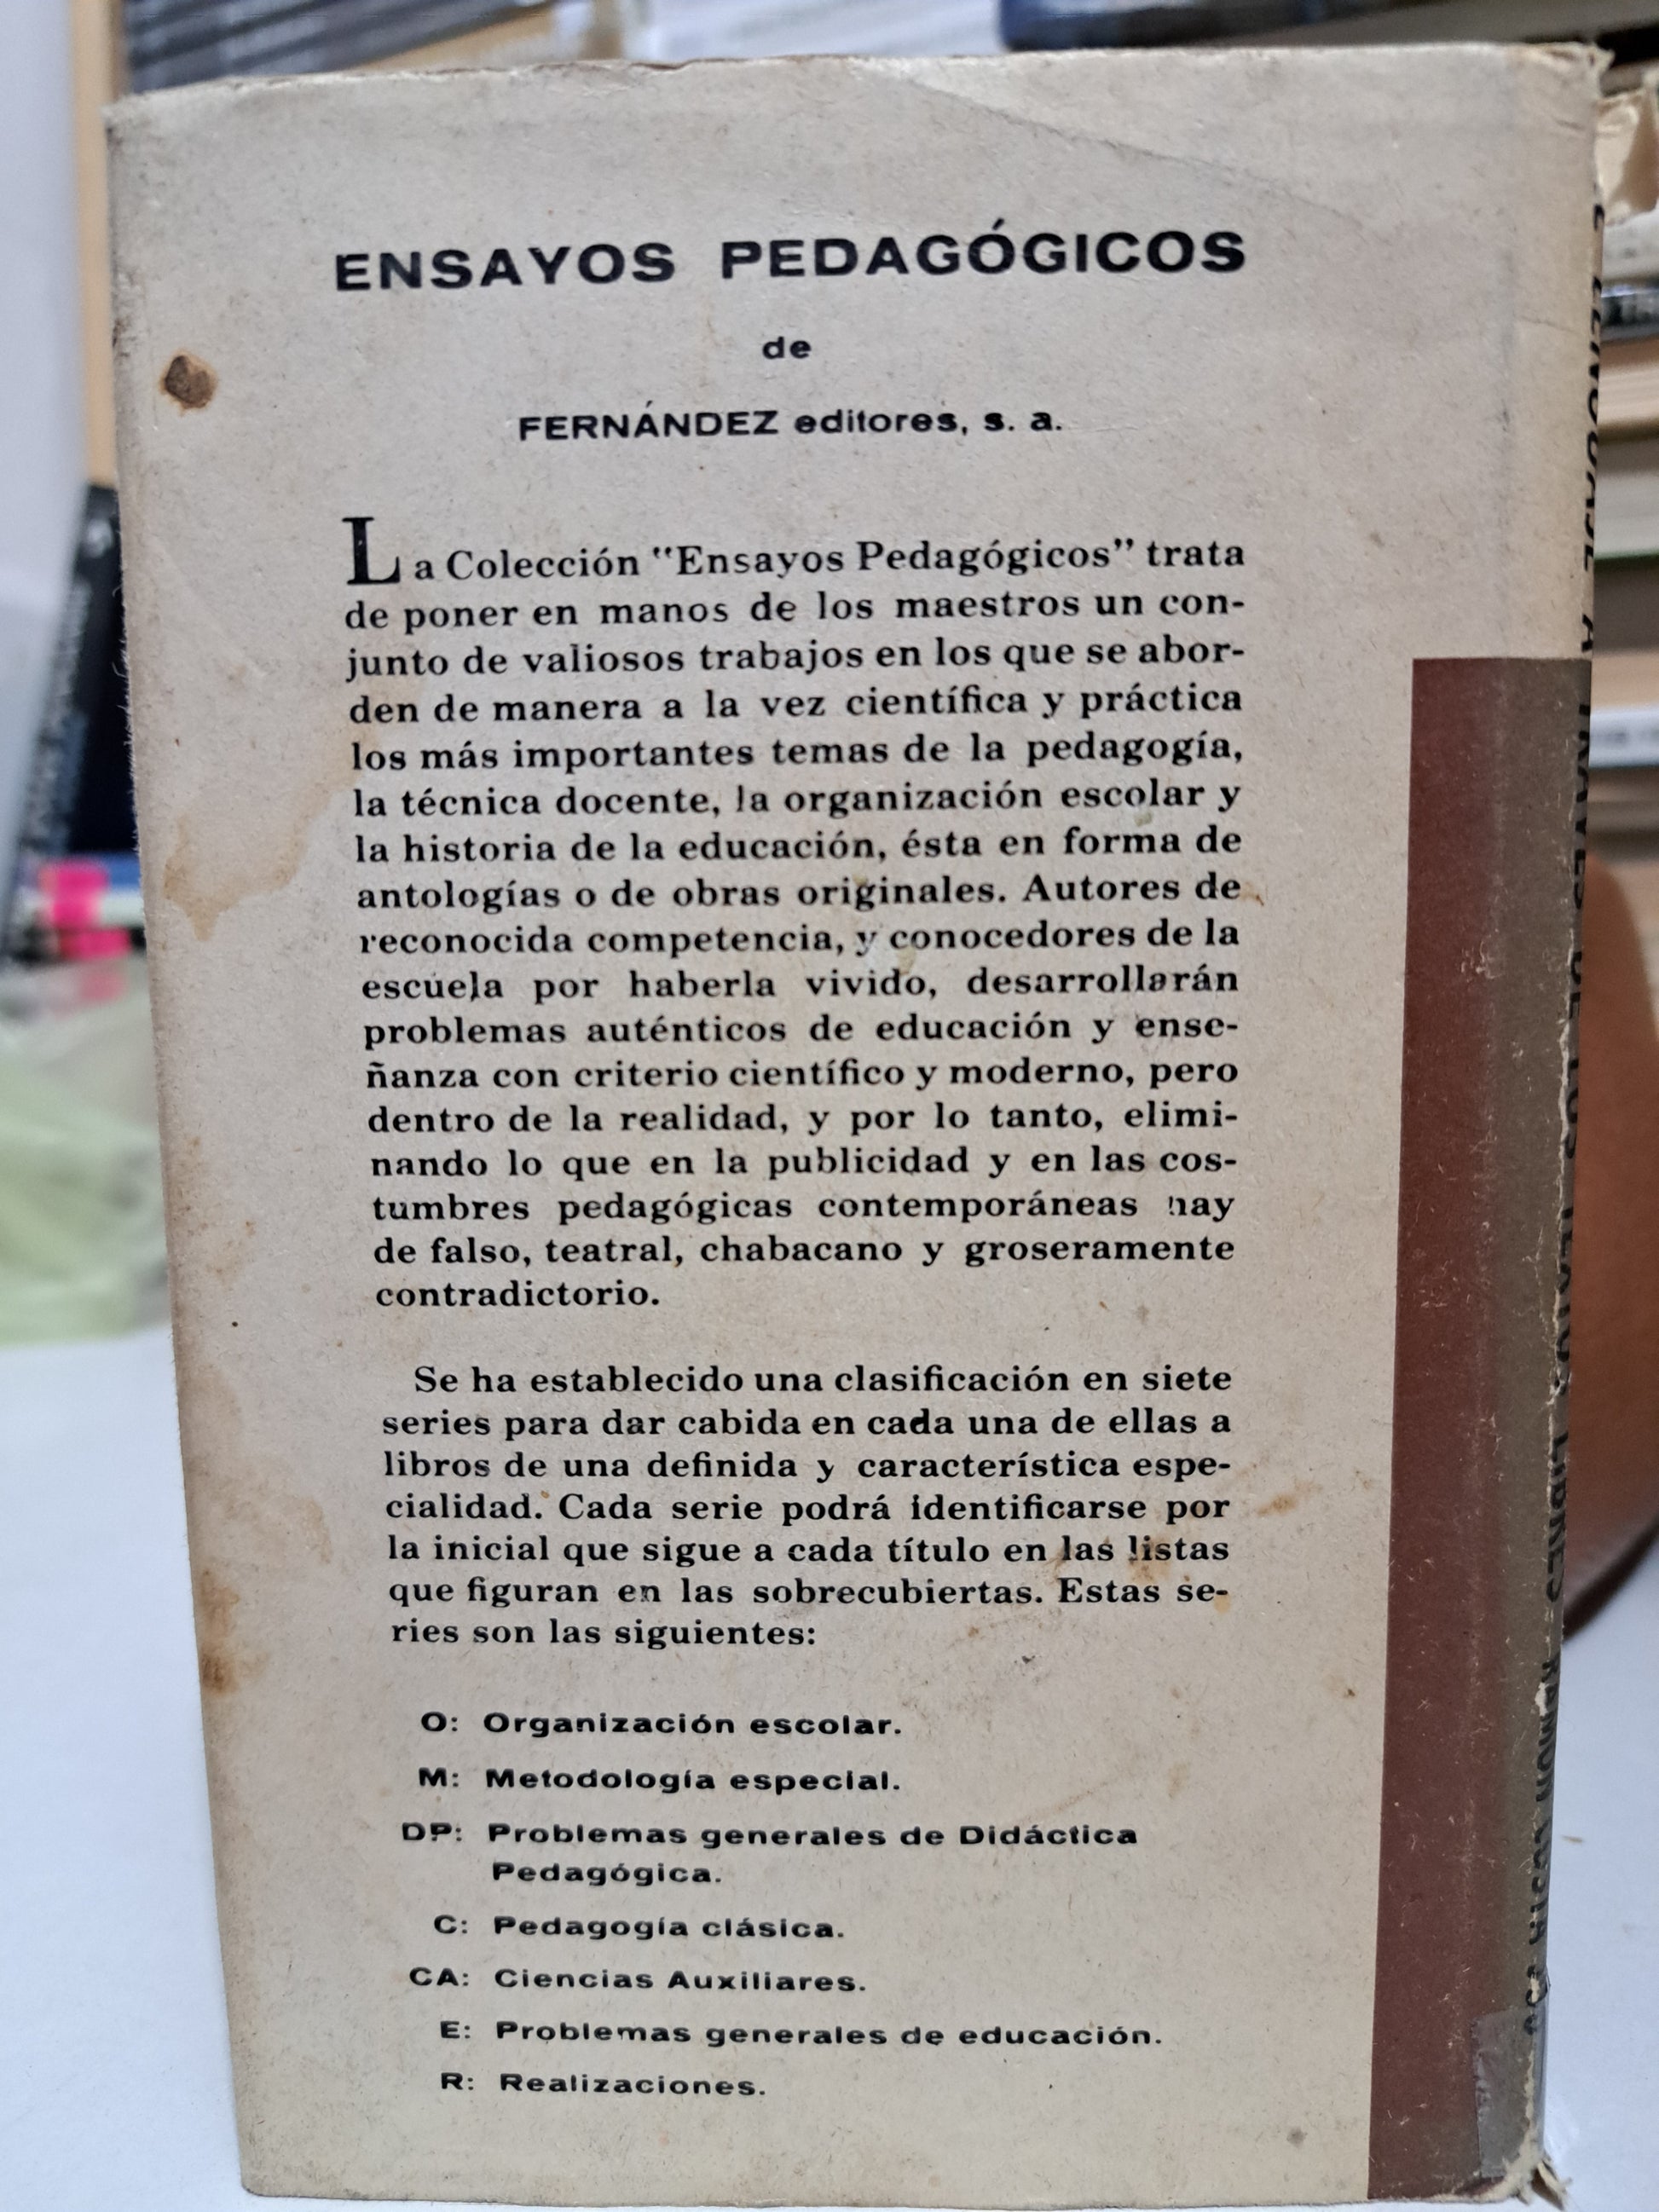 ENSAYOS PEDAGÓGICOS
de
FERNÁNDEZ editores, s. a.
La Colección "Ensayos Pedagógicos" trata
de poner en manos de los maestros un con-
junto de valiosos trabajos en los que se abor-
den de manera a la vez científica y práctica
los más importantes temas de la pedagogía,
la técnica docente, la organización escolar y
la historia de la educación, ésta en forma de
antologías o de obras originales. Autores de
reconocida competencia, y conocedores de la
escuela por haberla vivido, desarrollarán
problemas auténticos de educación y ense-
ñanza con criterio científico y moderno, pero
dentro de la realidad, y por lo tanto, elimi-
nando lo que en la publicidad y en las cos-
tumbres pedagógicas contemporáneas hay
de falso, teatral, chabacano y groseramente
contradictorio.
Se ha establecido una clasificación en siete
series para dar cabida en cada una de ellas a
libros de una definida y característica espe-
cialidad. Cada serie podrá identificarse por
la inicial que sigue a cada título en las listas
que figuran en las sobrecubiertas. Estas se-
ries son las siguientes:
O: Organización escolar.
M: Metodología especial.
DP: Problemas generales de Didáctica
Pedagógica.
C: Pedagogía clásica.
CA: Ciencias Auxiliares.
E: Problemas generales de educación.
R: Realizaciones.